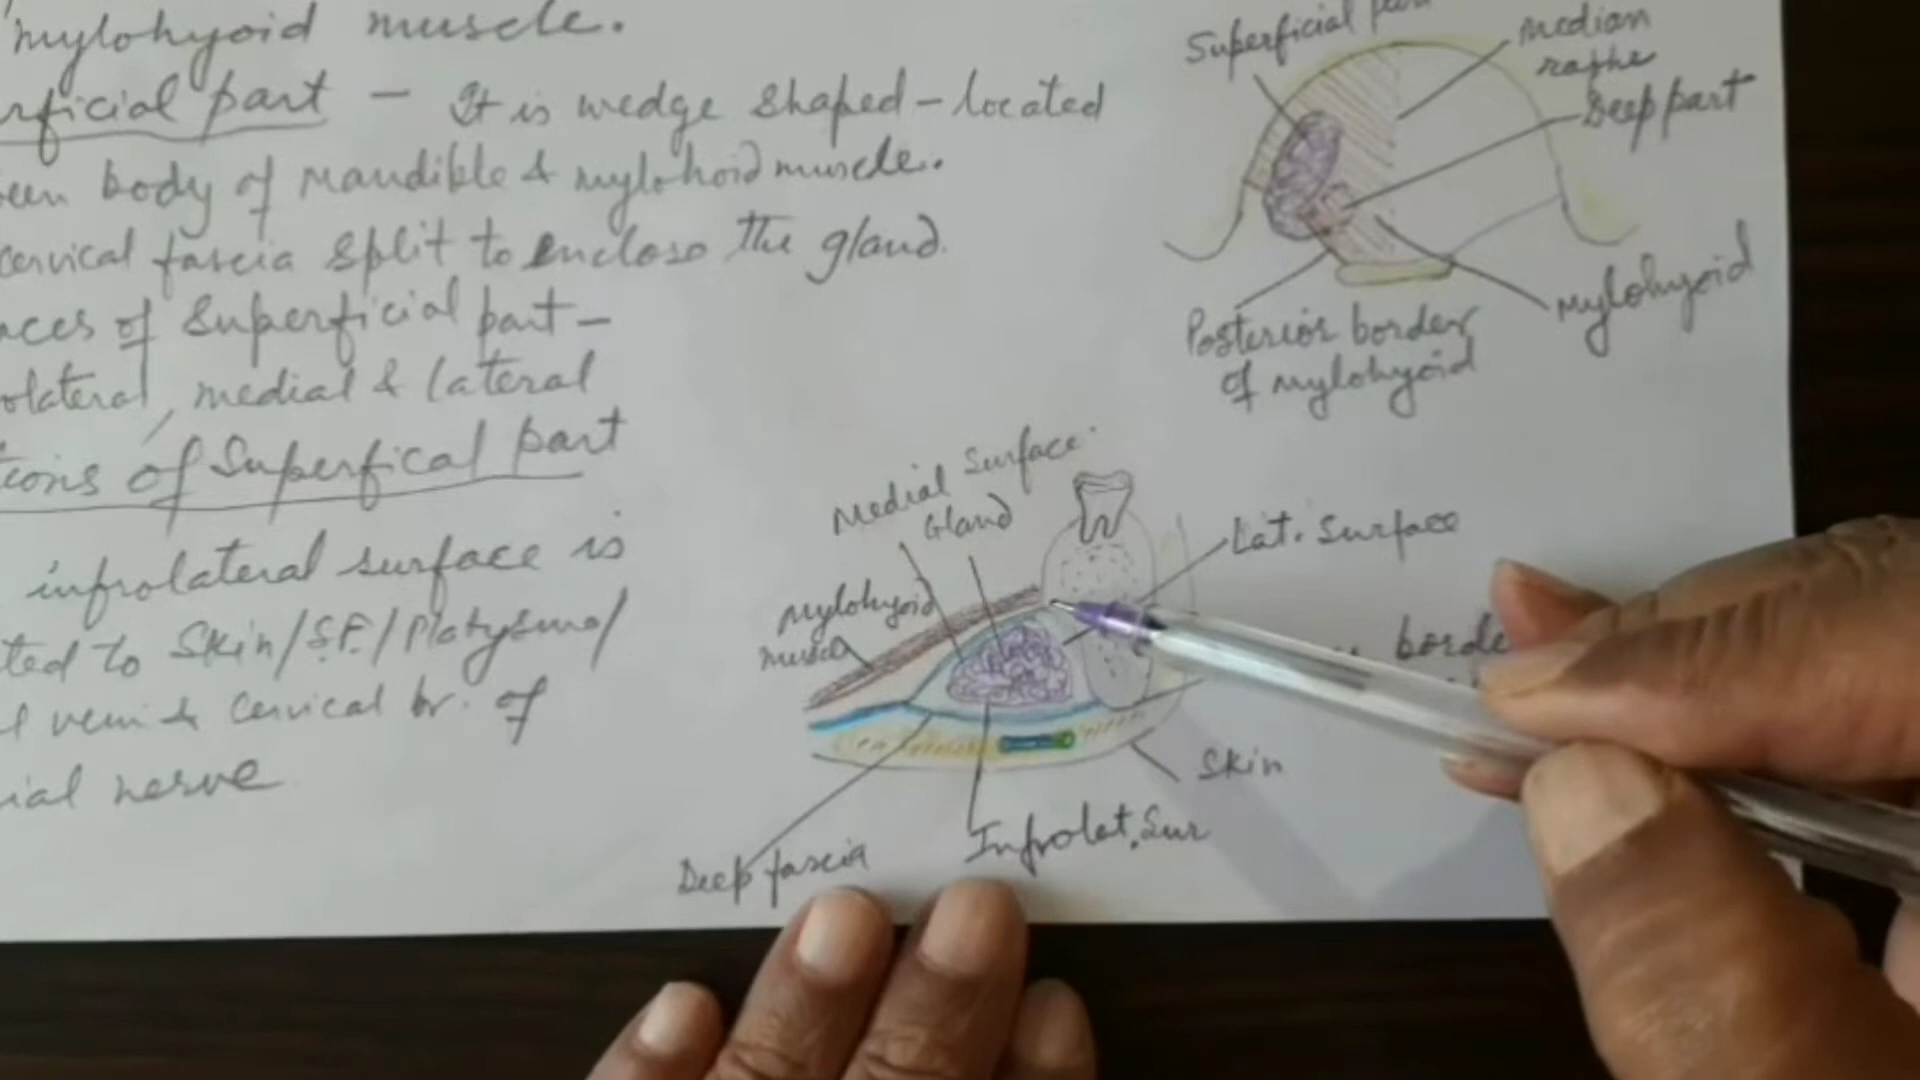 mylohyoid muscle.
rficial part – It is wedge shaped – located
een body of Mandible & mylohoid muscle.
cervical fascia split to enclose the gland.
aces of Superficial part –
olateral, medial & lateral
tions of Superfical part
infrolateral surface is
ted to Skin/S.F./Platysma/
l vein & Cervical br. of
ial nerve
Superficial
Median
raphe
Deep part
Mylohyoid
Posterior border
of mylohyoid
Medial Surface
Gland
Lat. Surface
Mylohyoid
muscle
borde
Skin
Infrolat. Sur
Deep fascia